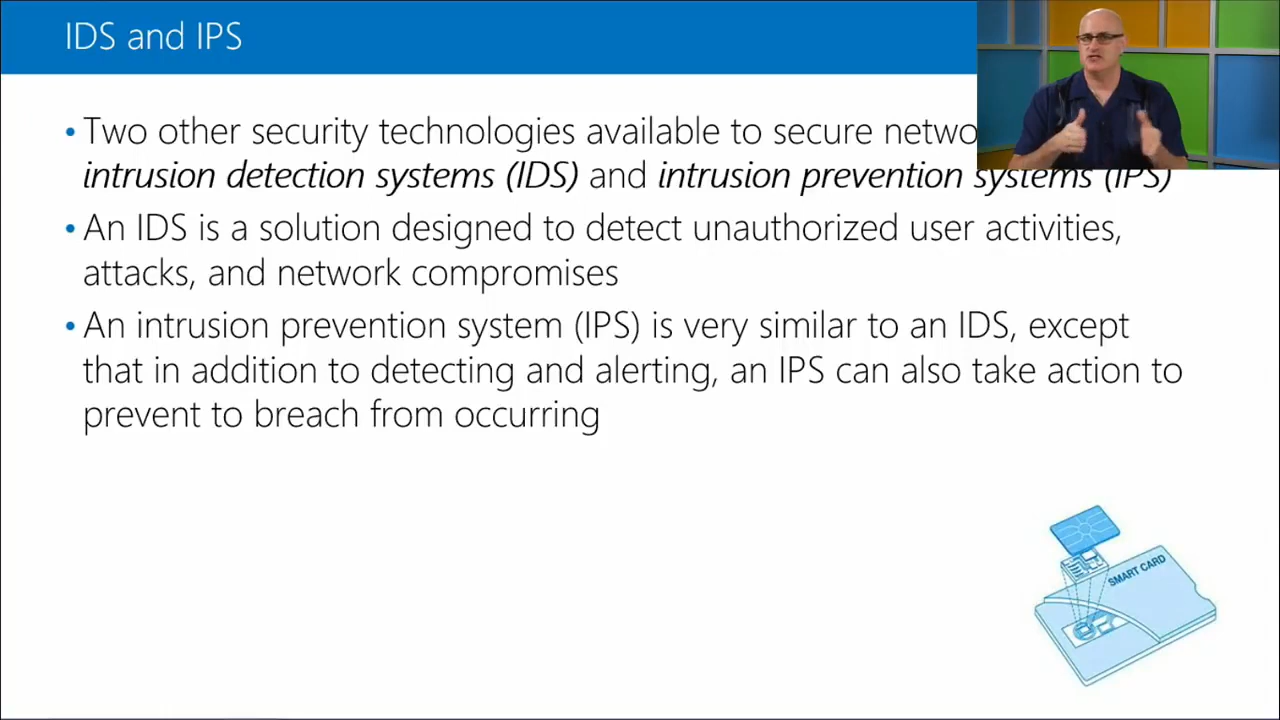 IDS and IPS
• Two other security technologies available to secure
intrusion detection systems (IDS) and intrusion prevention systems (IPS)
• An IDS is a solution designed to detect unauthorized user activities,
attacks, and network compromises
• An intrusion prevention system (IPS) is very similar to an IDS, except
that in addition to detecting and alerting, an IPS can also take action to
prevent to breach from occurring
SMART CARD